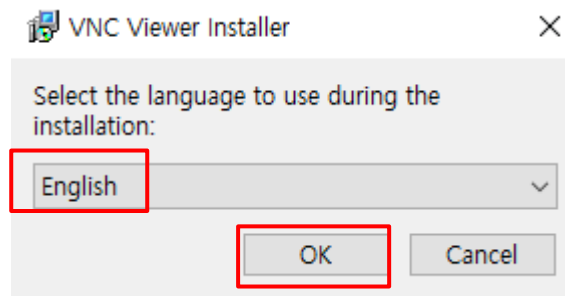 VNC Viewer Installer
Select the language to use during the
installation:
English
OK Cancel